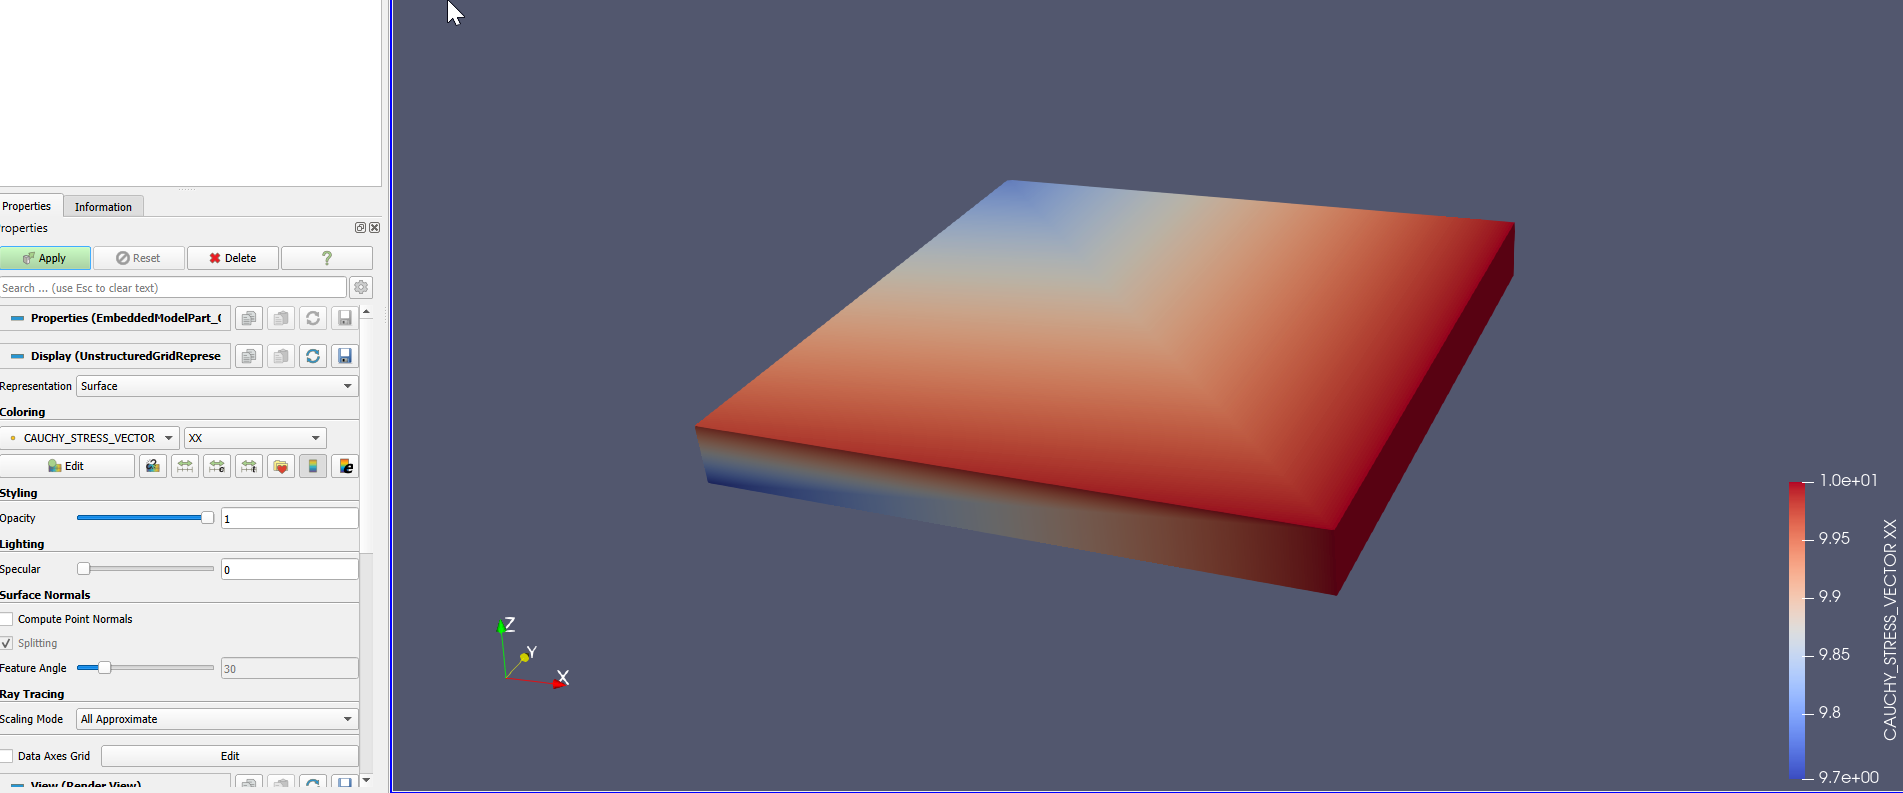 Properties
Information
roperties
Apply
Reset
Delete
?
Search ... (use Esc to clear text)
Properties (EmbeddedModelPart_(
Display (UnstructuredGridReprese
Representation
Surface
Coloring
CAUCHY_STRESS_VECTOR
XX
Edit
Styling
Opacity
1
Lighting
Specular
0
Surface Normals
Compute Point Normals
Splitting
Feature Angle
30
Ray Tracing
Scaling Mode
All Approximate
Data Axes Grid
Edit
View (Render View)
Z
Y
X
1.0e+01
9.95
9.9
9.85
9.8
9.7e+00
CAUCHY_STRESS_VECTOR XX